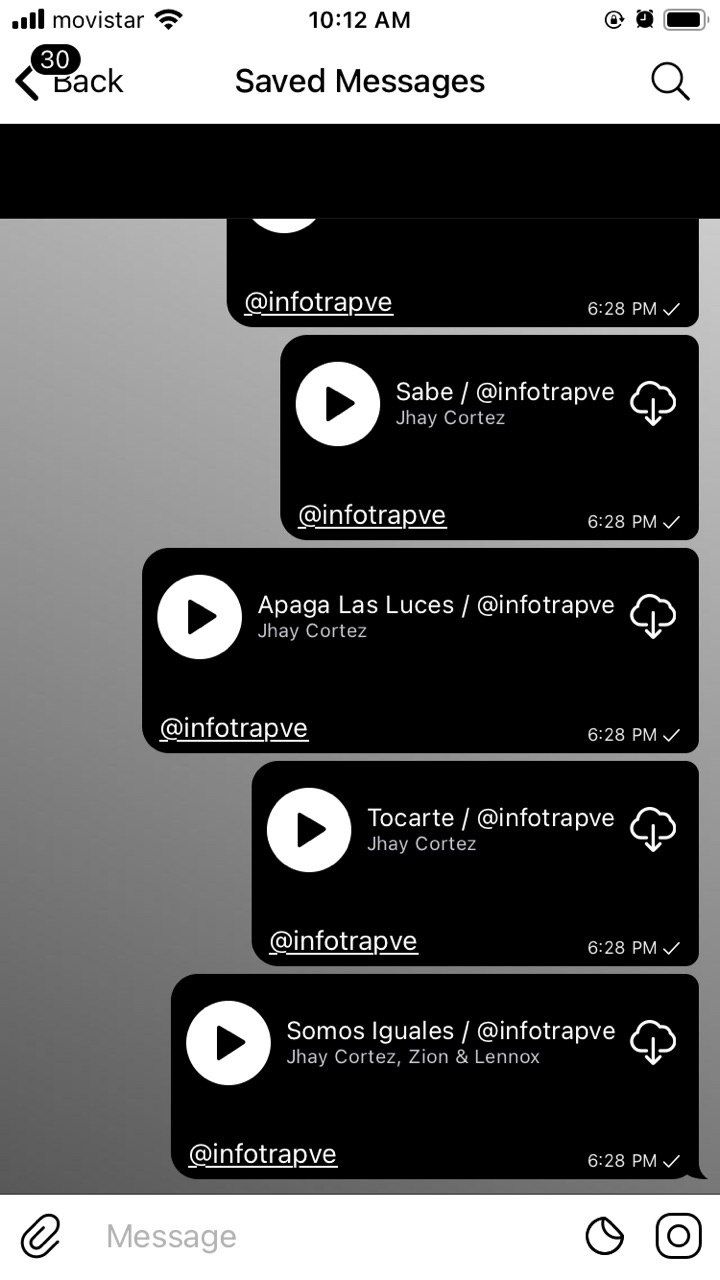 movistar 10:12 AM
30
Back Saved Messages
@infotrapve 6:28 PM
Sabe / @infotrapve
Jhay Cortez
@infotrapve 6:28 PM
Apaga Las Luces / @infotrapve
Jhay Cortez
@infotrapve 6:28 PM
Tocarte / @infotrapve
Jhay Cortez
@infotrapve 6:28 PM
Somos Iguales / @infotrapve
Jhay Cortez, Zion & Lennox
@infotrapve 6:28 PM
Message